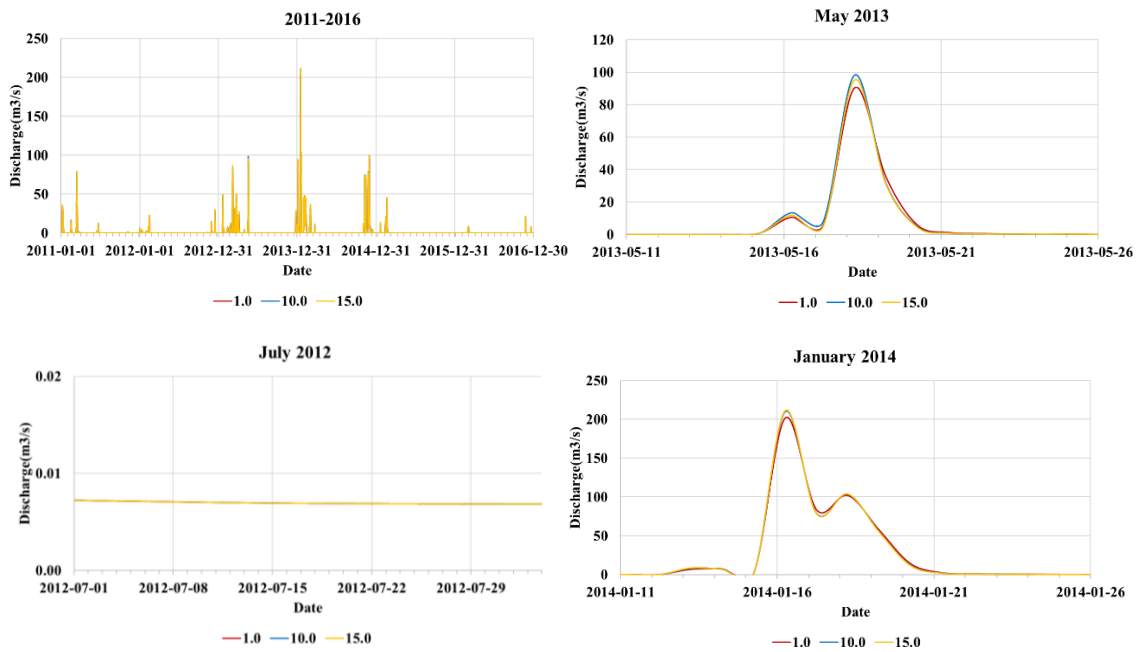 2011-2016
250
200
150
100
50
0
Discharge(m3/s)
2011-01-01 2012-01-01 2012-12-31 2013-12-31 2014-12-31 2015-12-31 2016-12-30
Date
1.0 10.0 15.0
May 2013
120
100
80
60
40
20
0
Discharge(m3/s)
2013-05-11 2013-05-16 2013-05-21 2013-05-26
Date
1.0 10.0 15.0
July 2012
0.02
0.01
0.00
Discharge(m3/s)
2012-07-01 2012-07-08 2012-07-15 2012-07-22 2012-07-29
Date
1.0 10.0 15.0
January 2014
250
200
150
100
50
0
Discharge(m3/s)
2014-01-11 2014-01-16 2014-01-21 2014-01-26
Date
1.0 10.0 15.0